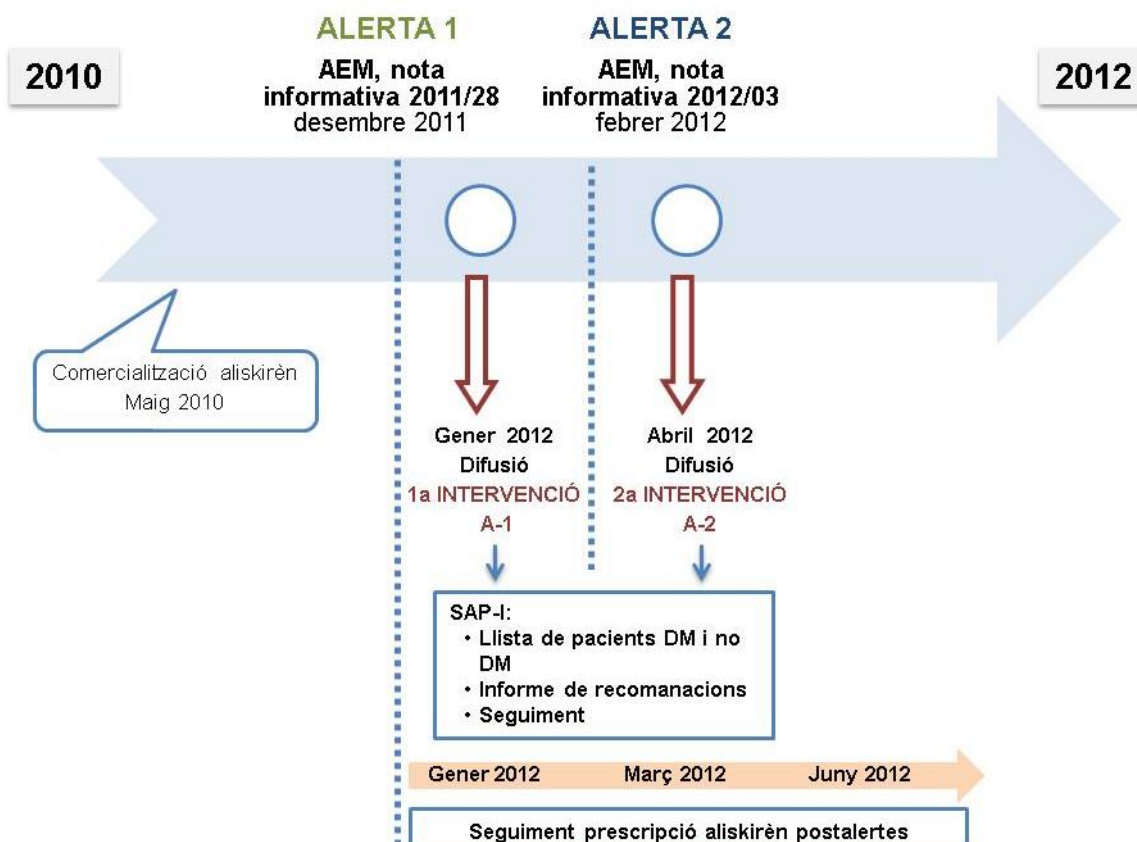 2010
ALERTA 1
AEM, nota
informativa 2011/28
desembre 2011
ALERTA 2
AEM, nota
informativa 2012/03
febrer 2012
2012
Comercialització aliskirèn
Maig 2010
Gener 2012
Difusió
1a INTERVENCIÓ
A-1
Abril 2012
Difusió
2a INTERVENCIÓ
A-2
SAP-I:
• Llista de pacients DM i no
DM
• Informe de recomanacions
• Seguiment
Gener 2012 Març 2012 Juny 2012
Seguiment prescripció aliskirèn postalertes